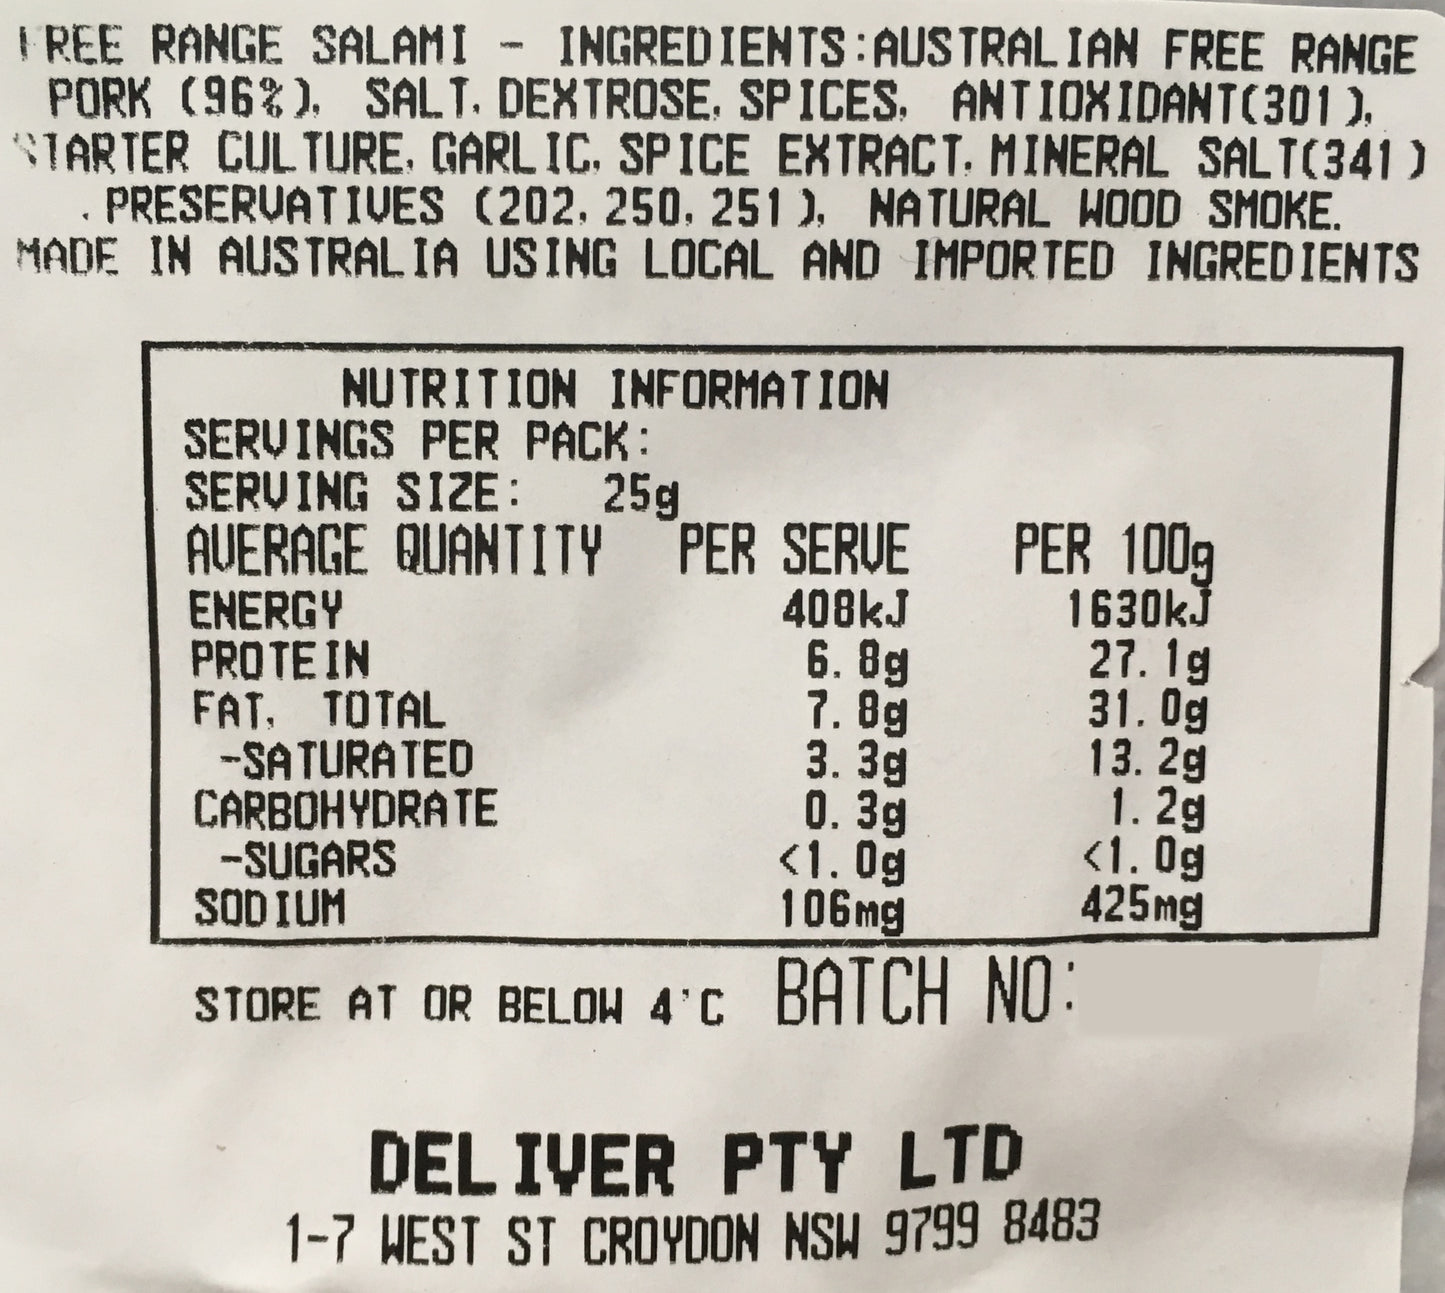 FREE RANGE SALAMI - INGREDIENTS:AUSTRALIAN FREE RANGE
PORK (96%), SALT, DEXTROSE, SPICES, ANTIOXIDANT(301),
STARTER CULTURE, GARLIC, SPICE EXTRACT, MINERAL SALT(341)
, PRESERVATIVES (202, 250, 251), NATURAL WOOD SMOKE.
MADE IN AUSTRALIA USING LOCAL AND IMPORTED INGREDIENTS
NUTRITION INFORMATION
SERVINGS PER PACK:
SERVING SIZE: 25g
AVERAGE QUANTITY PER SERVE PER 100g
ENERGY 408kJ 1630kJ
PROTEIN 6.8g 27.1g
FAT, TOTAL 7.8g 31.0g
-SATURATED 3.3g 13.2g
CARBOHYDRATE 0.3g 1.2g
-SUGARS <1.0g <1.0g
SODIUM 106mg 425mg
STORE AT OR BELOW 4'C BATCH NO:
DELIVER PTY LTD
1-7 WEST ST CROYDON NSW 9799 8483